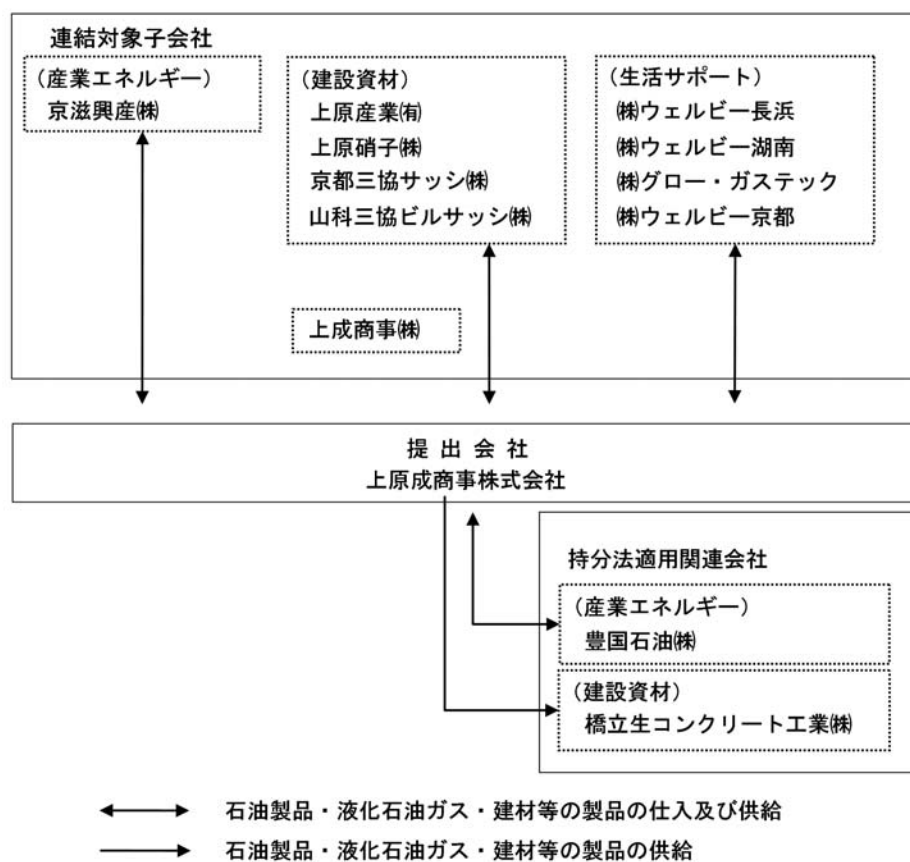 連結対象子会社
（産業エネルギー）
京滋興産㈱
（建設資材）
上原産業㈲
上原硝子㈱
京都三協サッシ㈱
山科三協ビルサッシ㈱
（生活サポート）
㈱ウェルビー長浜
㈱ウェルビー湖南
㈱グロー・ガステック
㈱ウェルビー京都
上成商事㈱
提 出 会 社
上原成商事株式会社
持分法適用関連会社
（産業エネルギー）
豊国石油㈱
（建設資材）
橋立生コンクリート工業㈱
石油製品・液化石油ガス・建材等の製品の仕入及び供給
石油製品・液化石油ガス・建材等の製品の供給